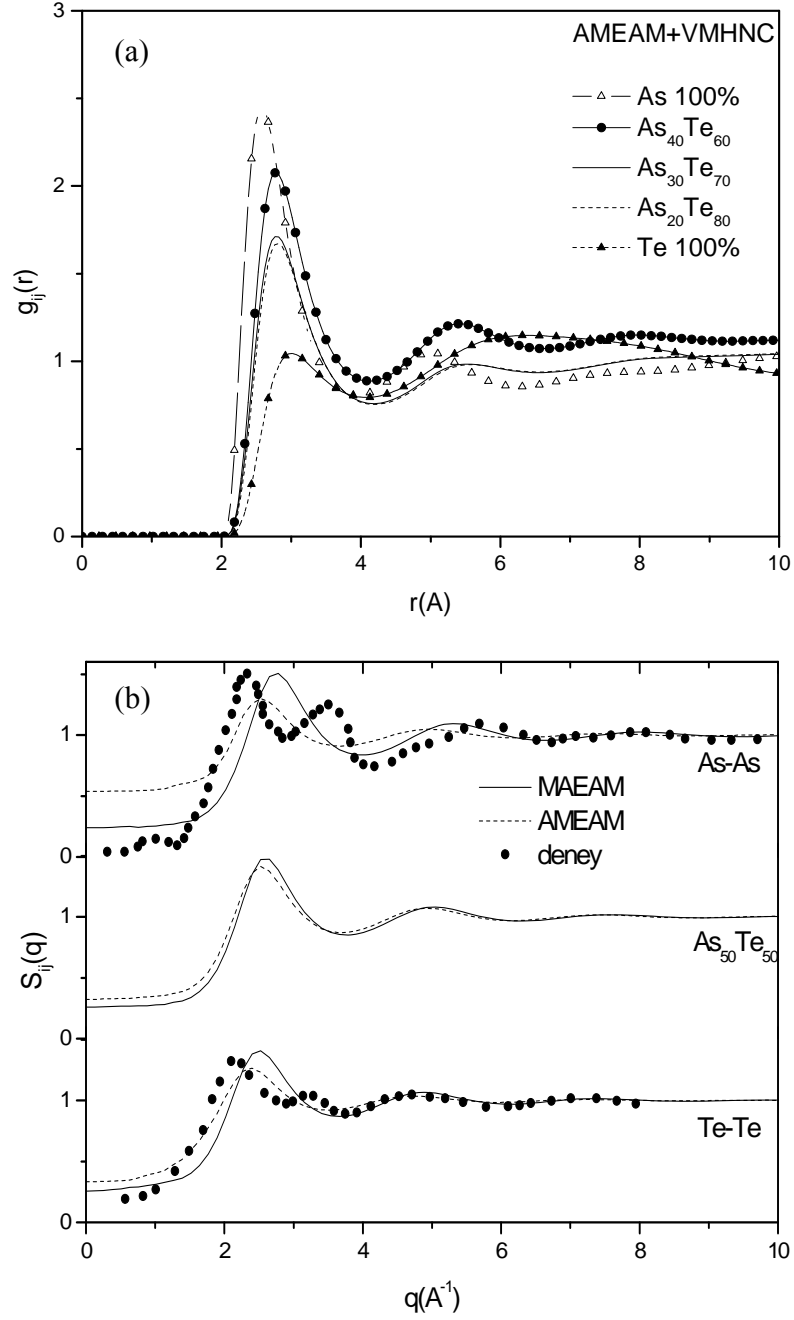 3
(a)
AMEAM+VMHNC
As 100%
As40Te60
As30Te70
As20Te80
Te 100%
2
1
0
gij(r)
0 2 4 6 8 10
r(A)
(b)
1
As-As
MAEAM
AMEAM
deney
0
1
As50Te50
Sij(q)
0
1
Te-Te
0
0 2 4 6 8 10
q(A-1)